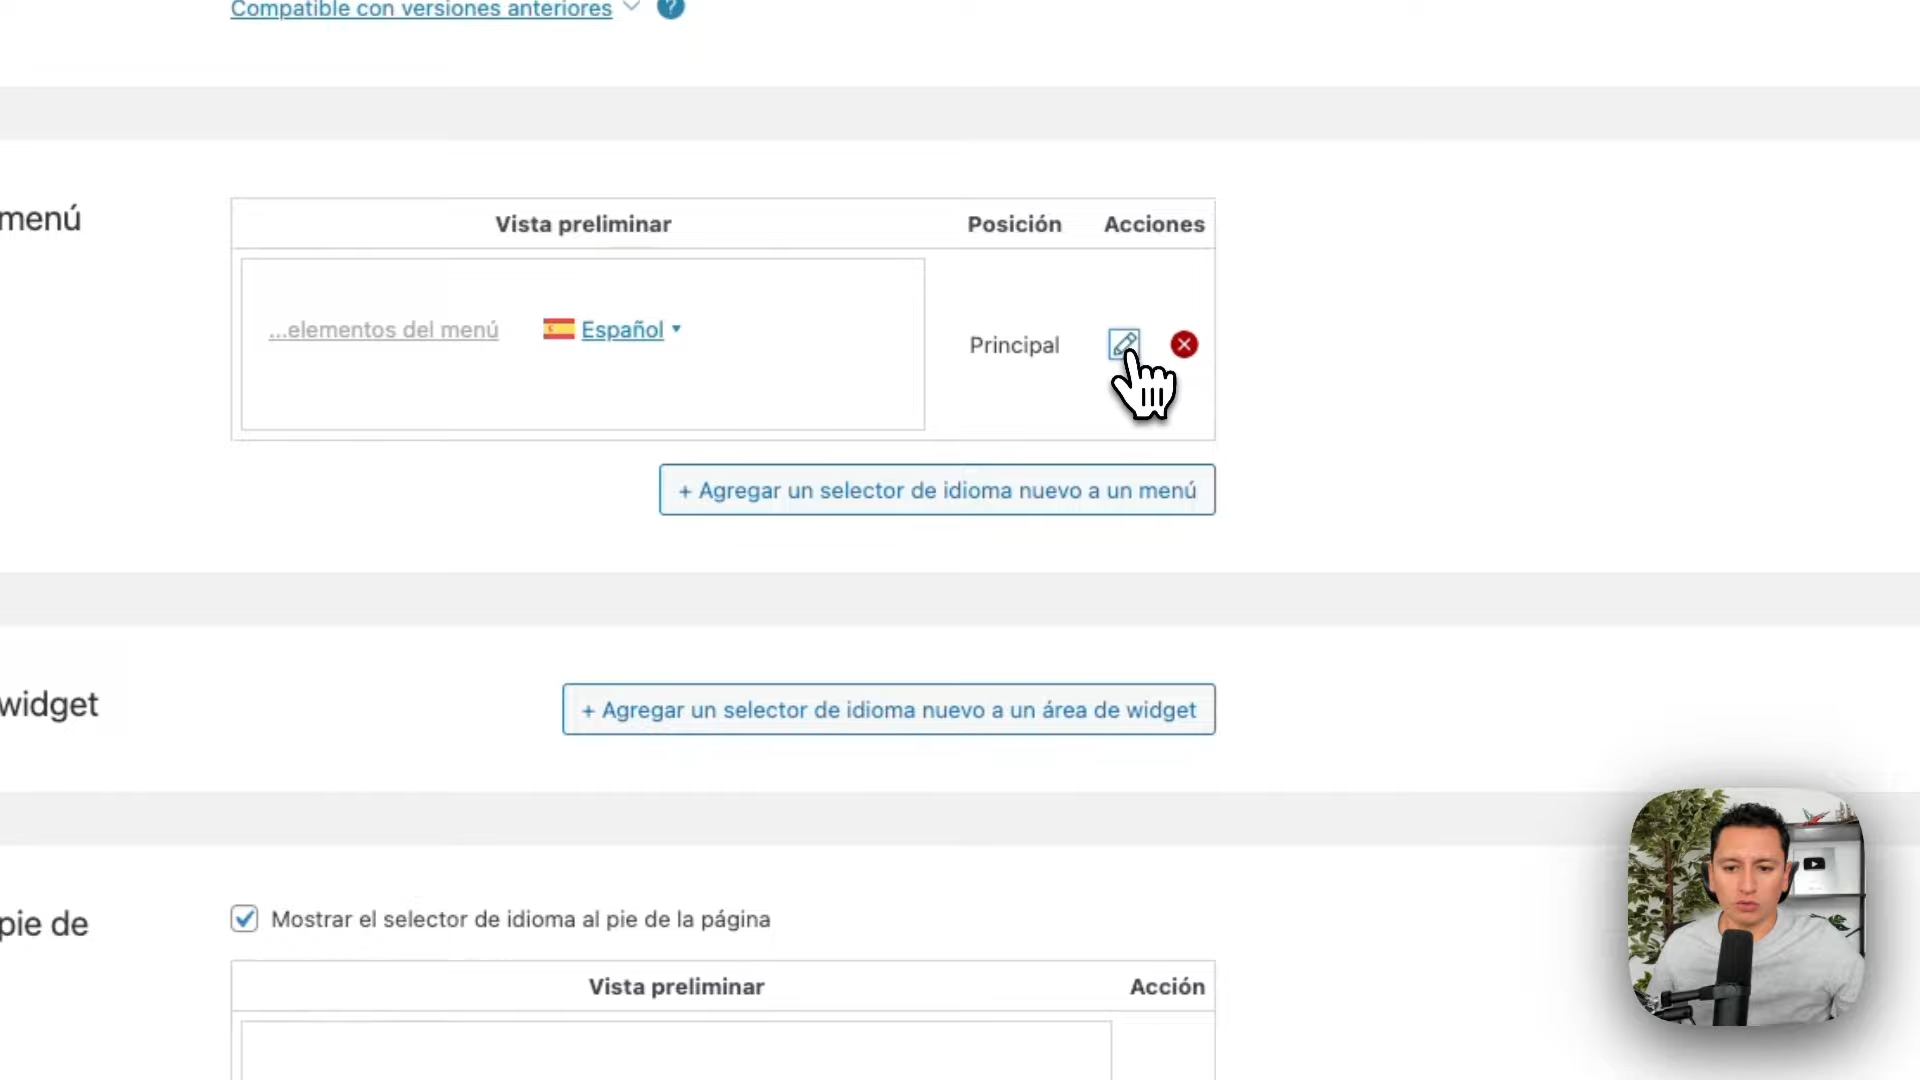 Compatible con versiones anteriores ?
menú
Vista preliminar Posición Acciones
...elementos del menú Español Principal
+ Agregar un selector de idioma nuevo a un menú
widget
+ Agregar un selector de idioma nuevo a un área de widget
pie de
Mostrar el selector de idioma al pie de la página
Vista preliminar Acción